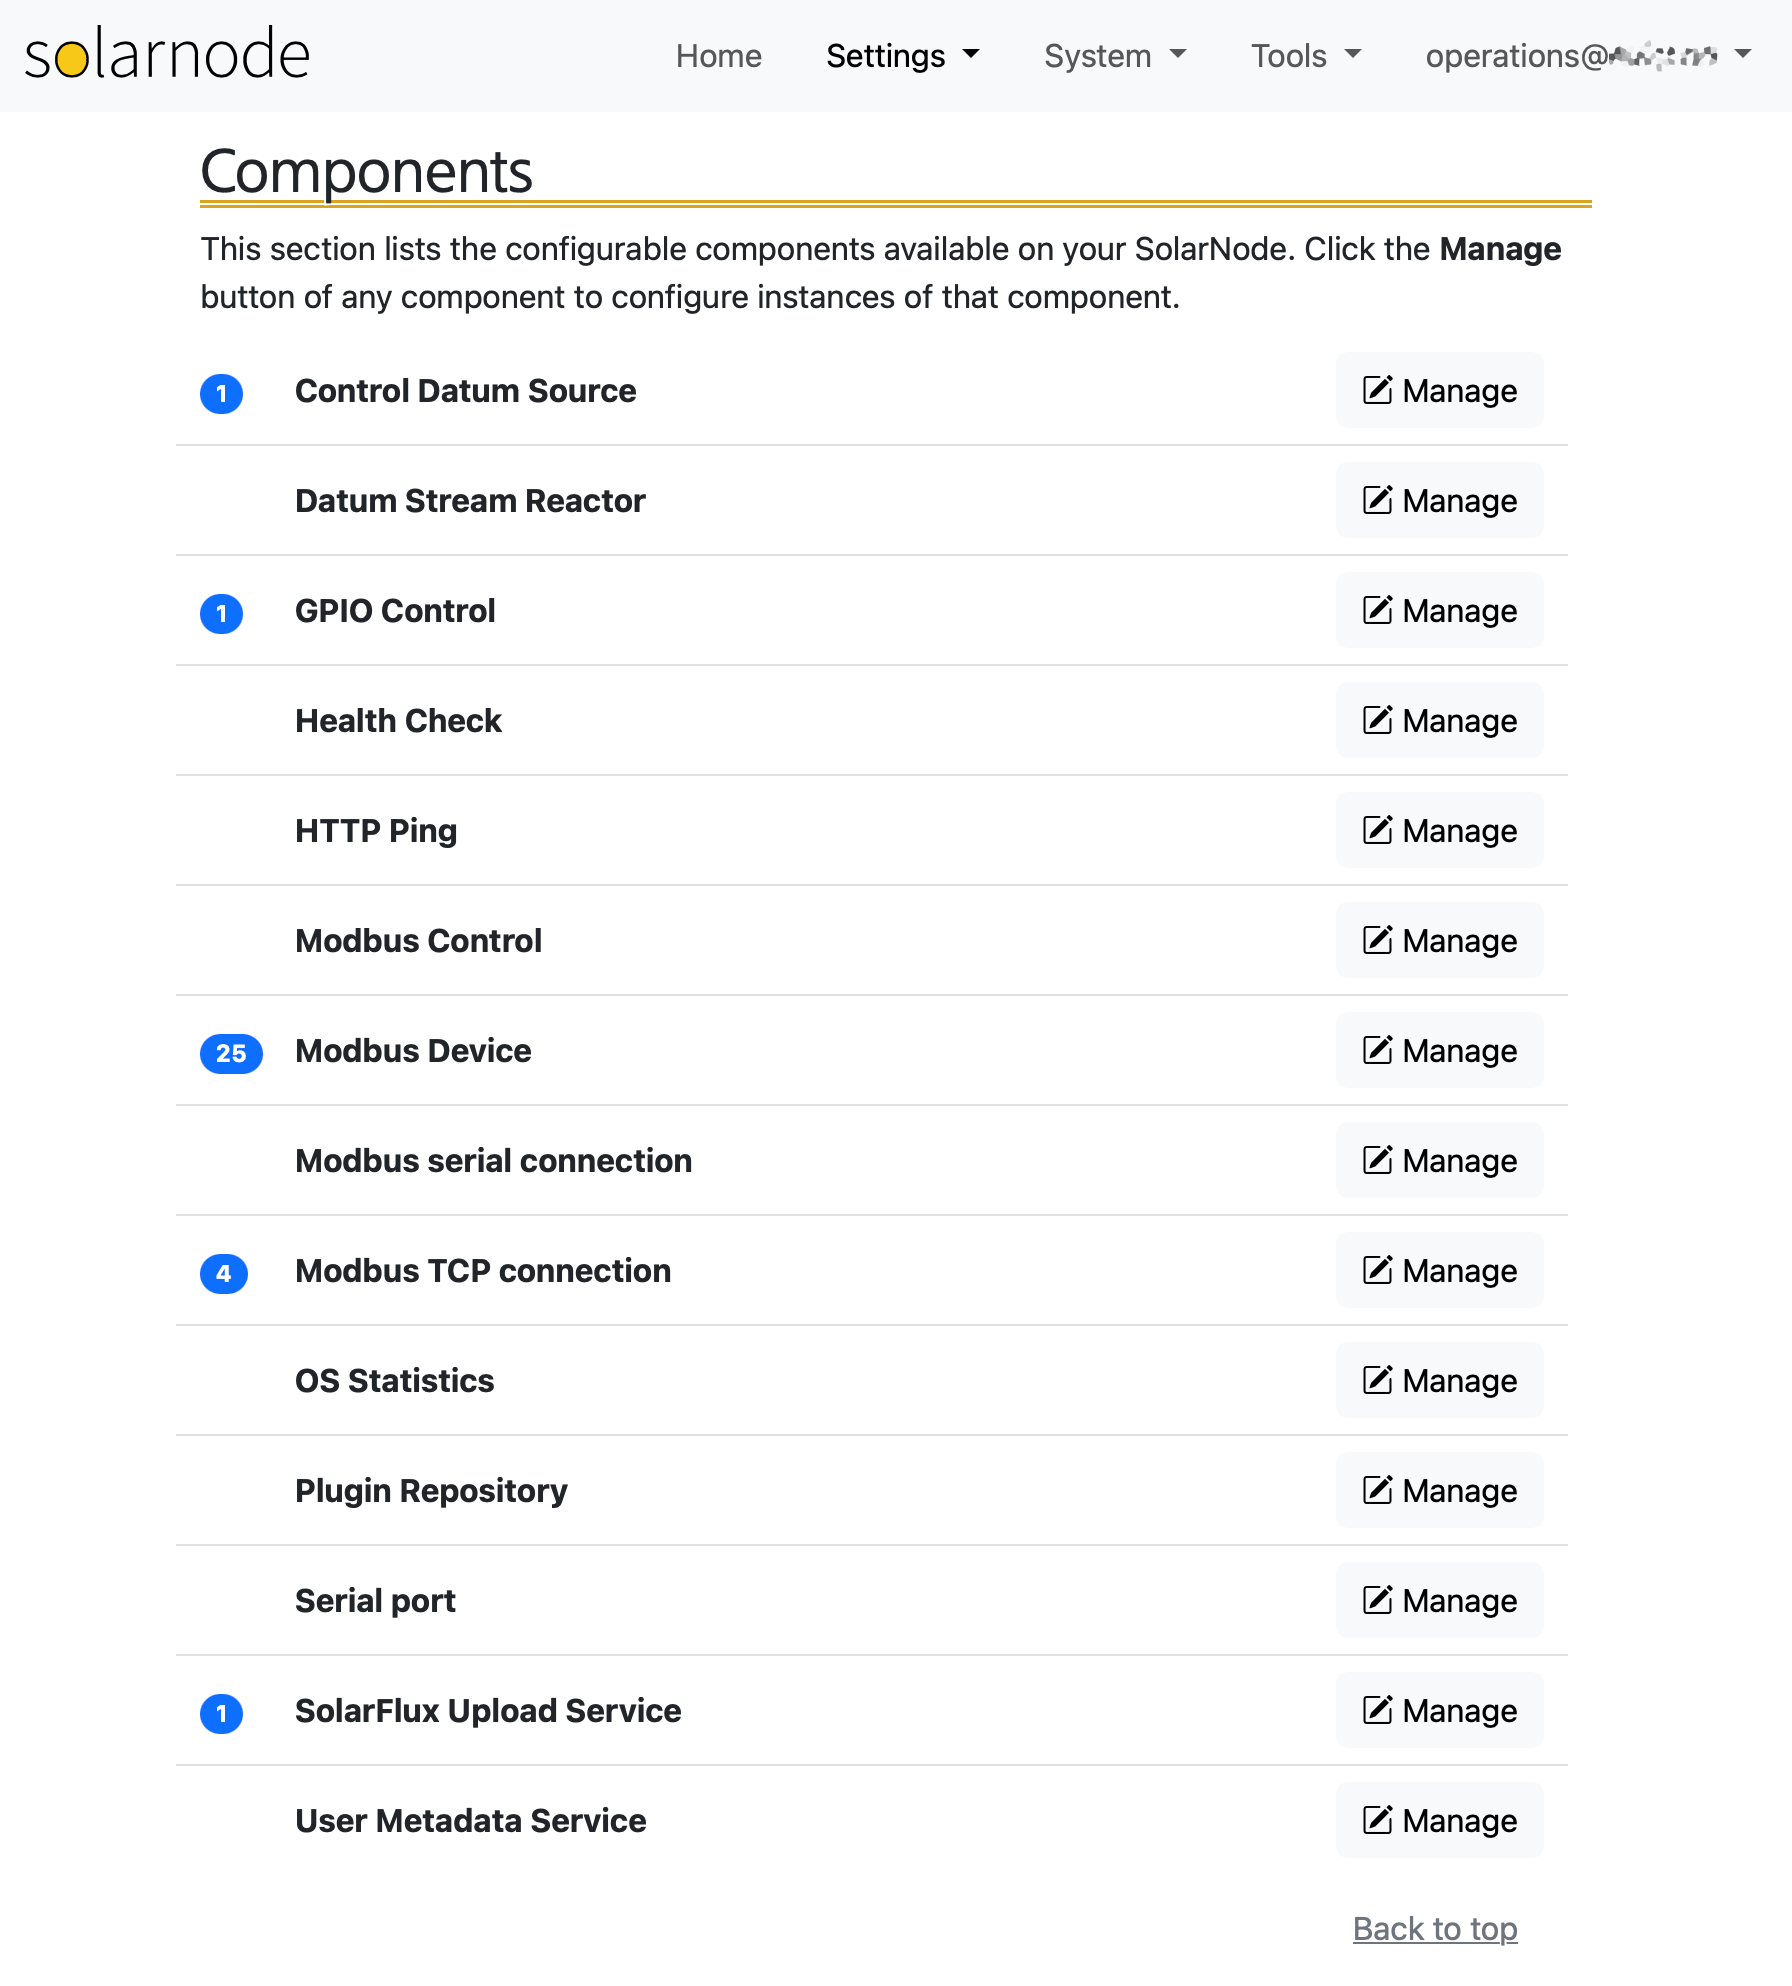 solarnode
Home Settings System Tools operations@
Components
This section lists the configurable components available on your SolarNode. Click the Manage
button of any component to configure instances of that component.
1 Control Datum Source Manage
Datum Stream Reactor Manage
1 GPIO Control Manage
Health Check Manage
HTTP Ping Manage
Modbus Control Manage
25 Modbus Device Manage
Modbus serial connection Manage
4 Modbus TCP connection Manage
OS Statistics Manage
Plugin Repository Manage
Serial port Manage
1 SolarFlux Upload Service Manage
User Metadata Service Manage
Back to top